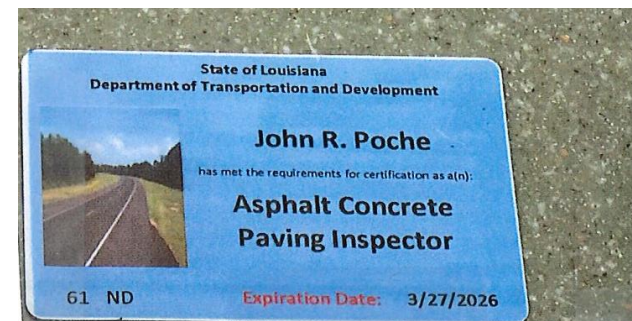 State of Louisiana
Department of Transportation and Development
John R. Poche
has met the requirements for certification as a(n):
Asphalt Concrete
Paving Inspector
61 ND Expiration Date: 3/27/2026